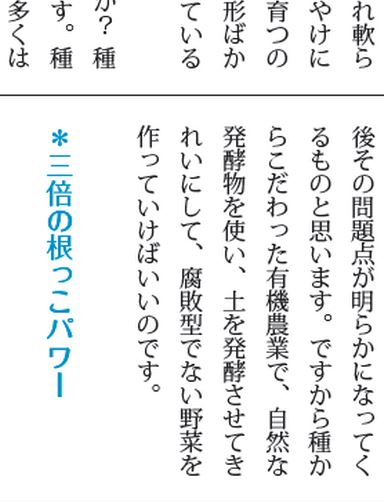 れ軟ら
やけに
育つの
形ばか
ている
か？　種
す。種
多くは
後その問題点が明らかになってく
るものと思います。ですから種か
らこだわった有機農業で、自然な
発酵物を使い、土を発酵させてき
れいにして、腐敗型でない野菜を
作っていけばいいのです。
＊三倍の根っこパワー